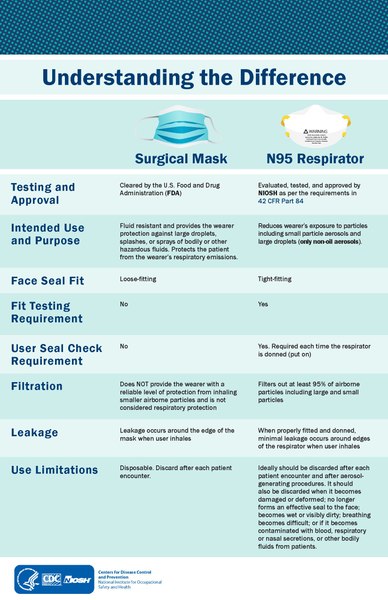 Understanding the Difference
WARNING
Surgical Mask
N95 Respirator
Testing and
Approval
Cleared by the U.S. Food and Drug
Administration (FDA)
Evaluated, tested, and approved by
NIOSH as per the requirements in
42 CFR Part 84
Intended Use
and Purpose
Fluid resistant and provides the wearer
protection against large droplets,
splashes, or sprays of bodily or other
hazardous fluids. Protects the patient
from the wearer's respiratory emissions.
Reduces wearer's exposure to particles
including small particle aerosols and
large droplets (only non-oil aerosols).
Face Seal Fit
Loose-fitting
Tight-fitting
Fit Testing
Requirement
No
Yes
User Seal Check
Requirement
No
Yes. Required each time the respirator
is donned (put on)
Filtration
Does NOT provide the wearer with a
reliable level of protection from inhaling
smaller airborne particles and is not
considered respiratory protection
Filters out at least 95% of airborne
particles including large and small
particles
Leakage
Leakage occurs around the edge of the
mask when user inhales
When properly fitted and donned,
minimal leakage occurs around edges
of the respirator when user inhales
Use Limitations
Disposable. Discard after each patient
encounter.
Ideally should be discarded after each
patient encounter and after aerosol-
generating procedures. It should
also be discarded when it becomes
damaged or deformed; no longer
forms an effective seal to the face;
becomes wet or visibly dirty; breathing
becomes difficult; or if it becomes
contaminated with blood, respiratory
or nasal secretions, or other bodily
fluids from patients.
CDC
NIOSH
Centers for Disease Control
and Prevention
National Institute for Occupational
Safety and Health